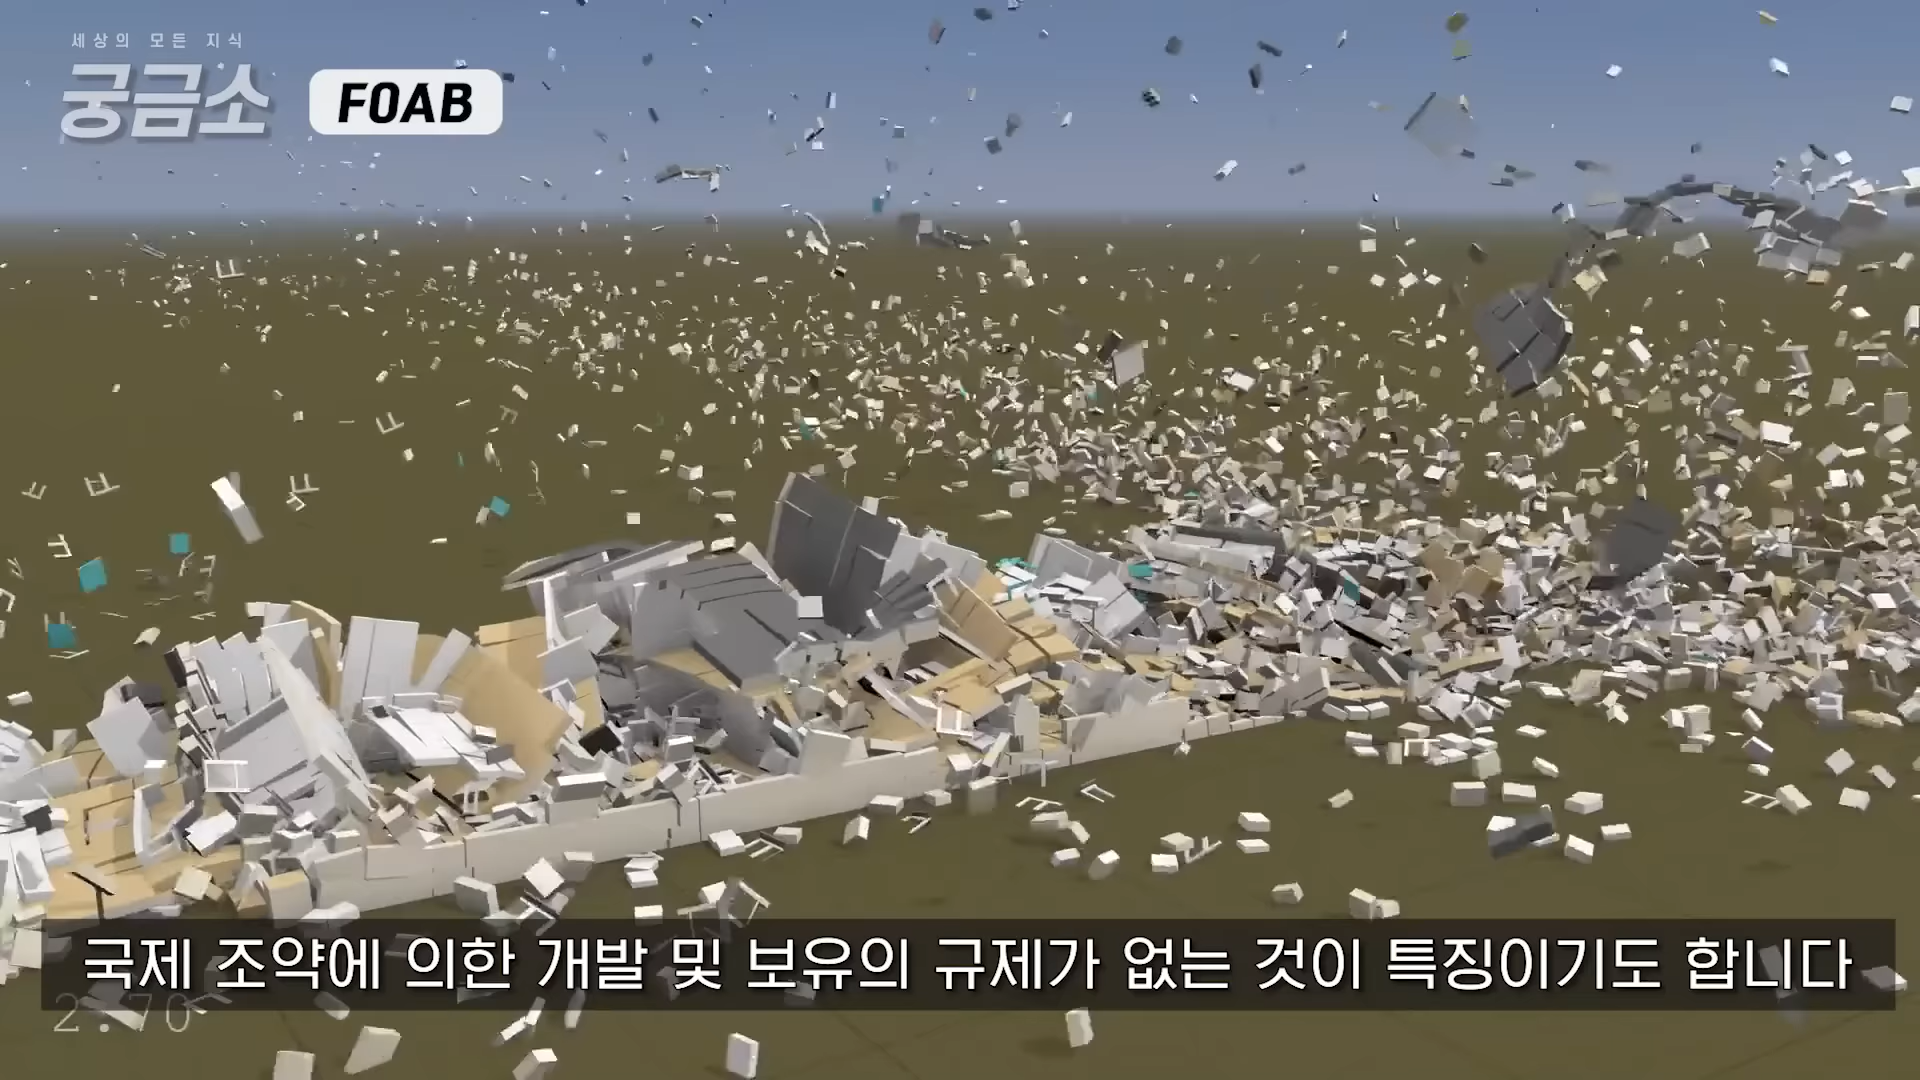 세상의 모든 지식
궁금소
FOAB
국제 조약에 의한 개발 및 보유의 규제가 없는 것이 특징이기도 합니다
2.70